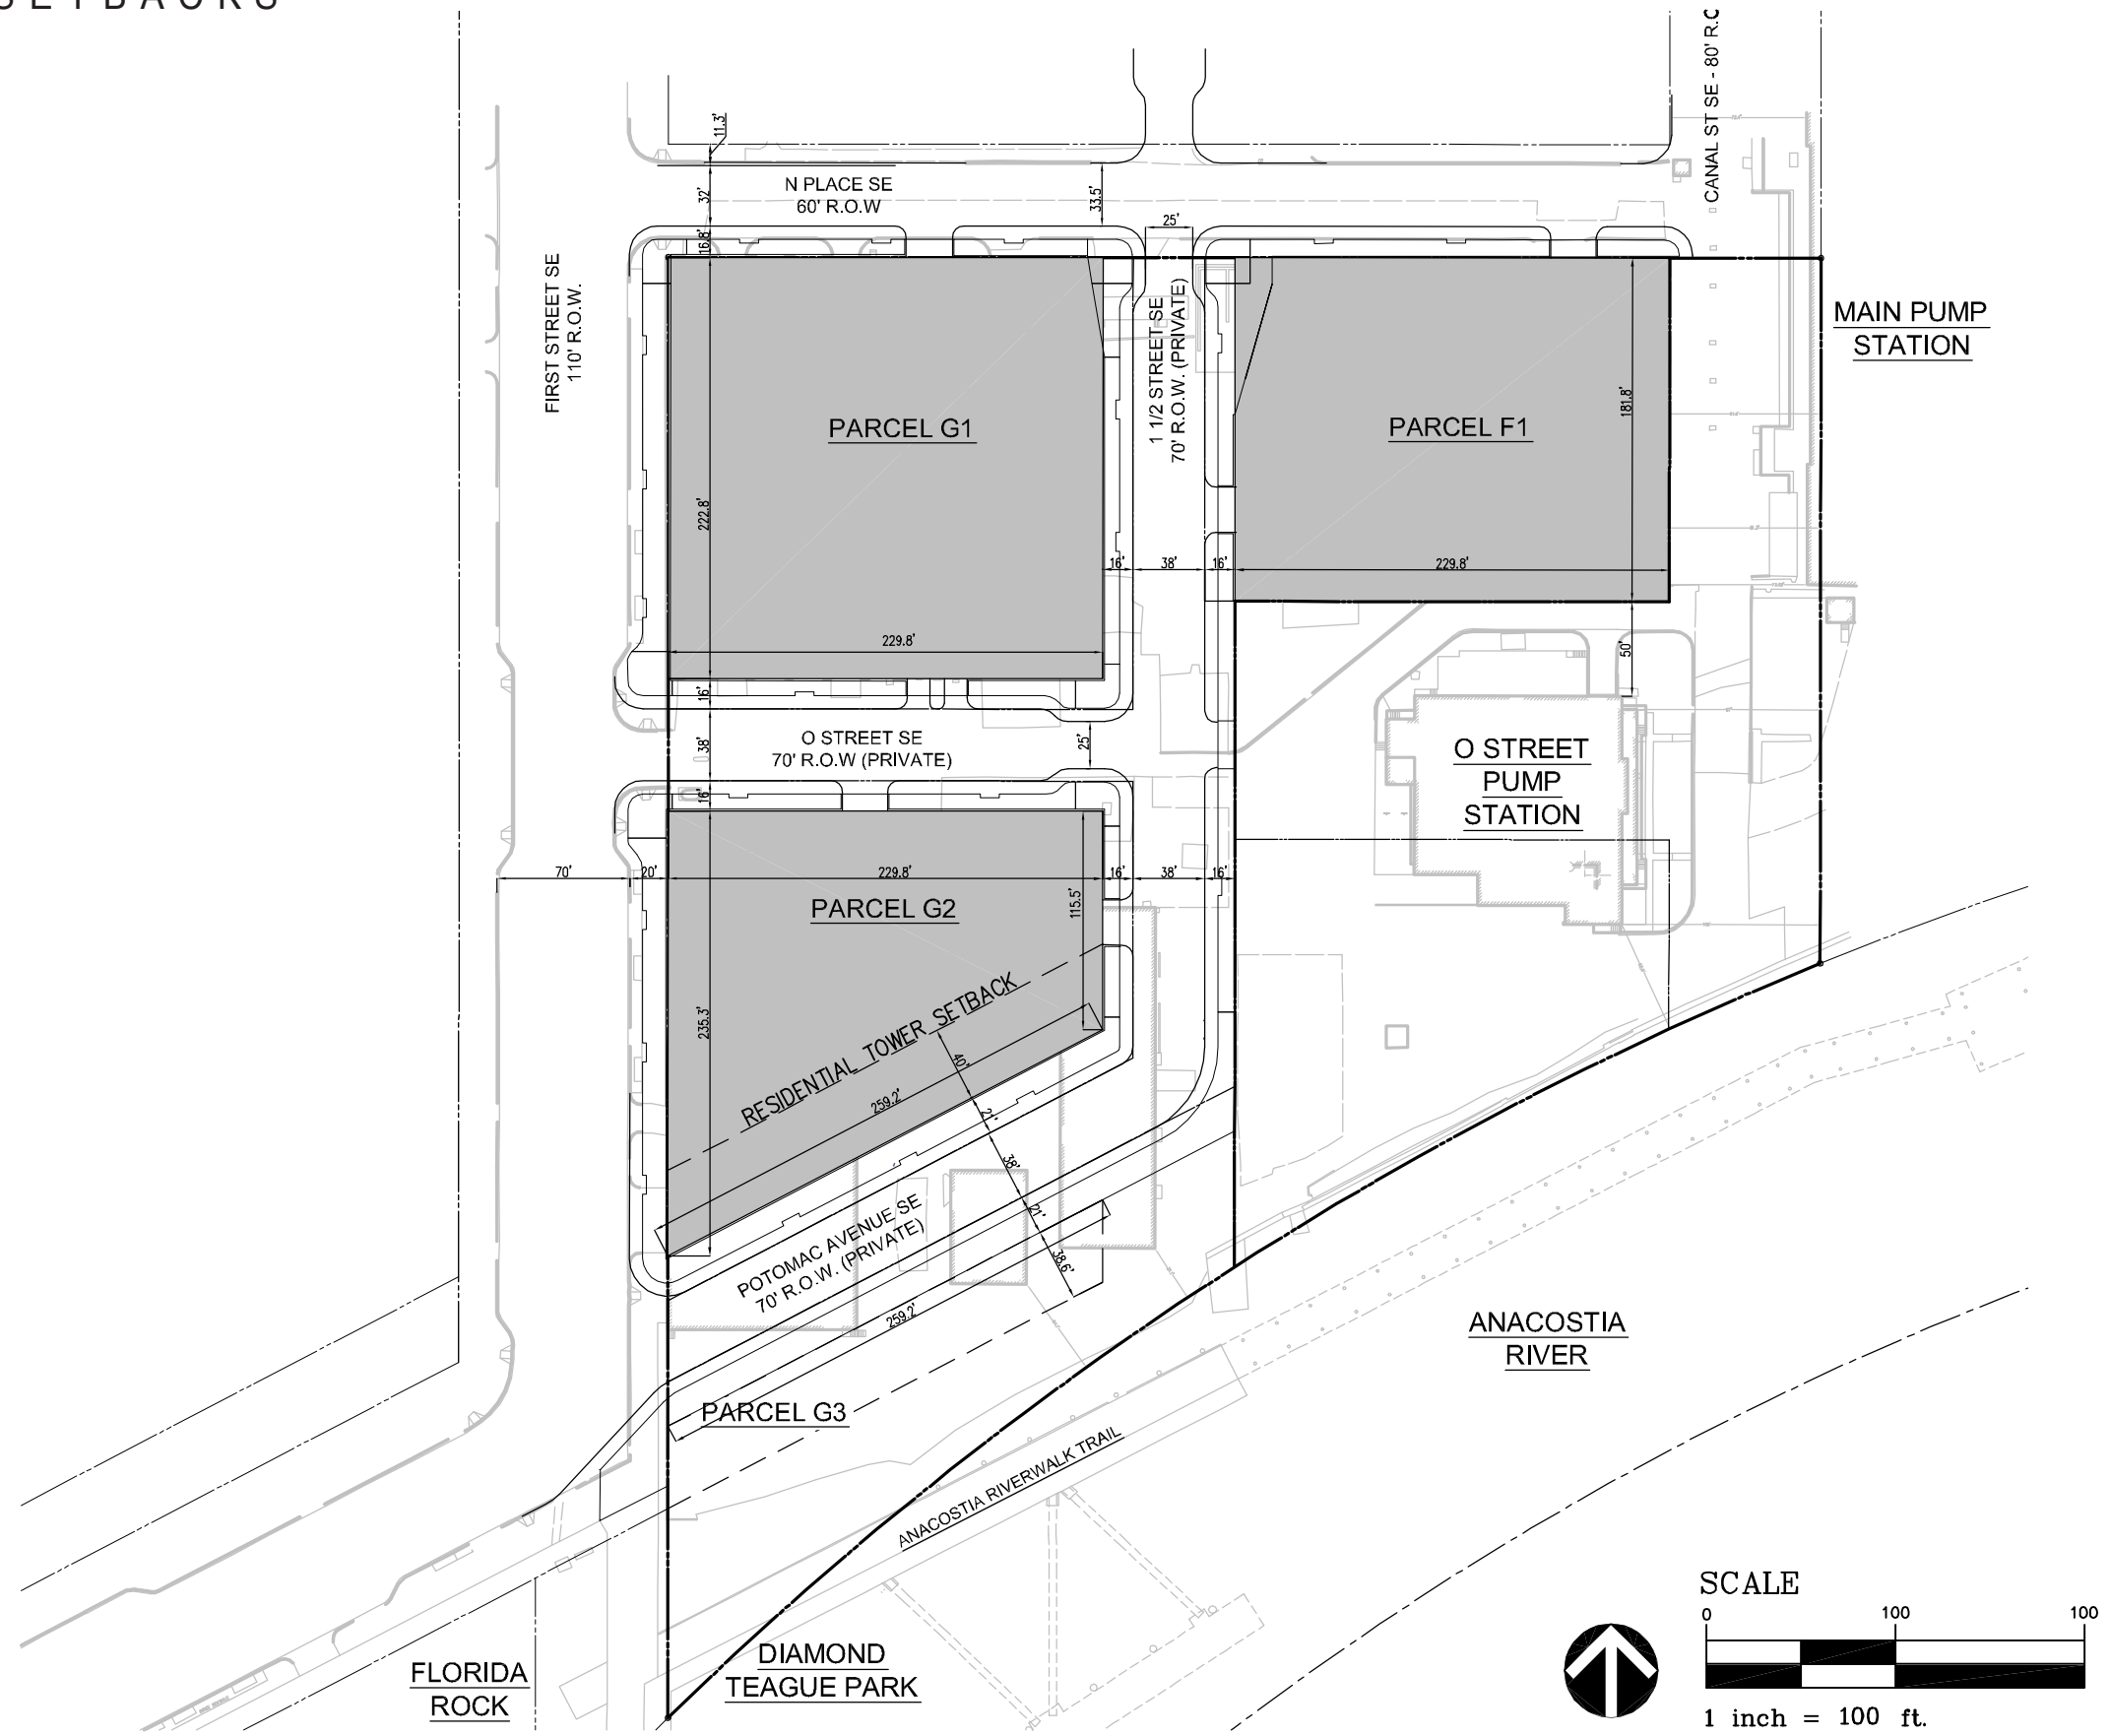 SETBACKS
CANAL ST SE - 80' R.O
11.3'
N PLACE SE
60' R.O.W
32'
33.5'
25'
16.8'
FIRST STREET SE
110' R.O.W.
1 1/2 STREET SE
70' R.O.W. (PRIVATE)
MAIN PUMP
STATION
PARCEL G1
PARCEL F1
181.8'
222.8'
16'
38'
16'
229.8'
229.8'
50'
16'
O STREET SE
70' R.O.W (PRIVATE)
38'
25'
16'
O STREET
PUMP
STATION
70'
20'
229.8'
16'
38'
16'
PARCEL G2
115.5'
235.3'
RESIDENTIAL TOWER SETBACK
40'
259.2'
21'
38'
21'
38.6'
POTOMAC AVENUE SE
70' R.O.W. (PRIVATE)
259.2'
PARCEL G3
ANACOSTIA
RIVER
ANACOSTIA RIVERWALK TRAIL
DIAMOND
TEAGUE PARK
FLORIDA
ROCK
SCALE
0 100 100
1 inch = 100 ft.